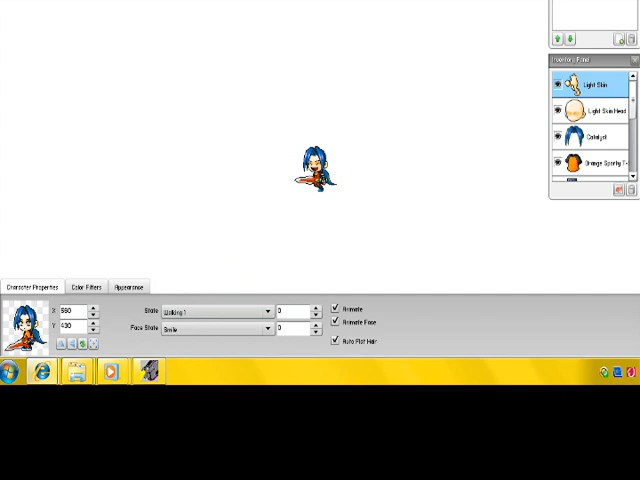 Inventory Panel
Light Skin
Light Skin Head
Catalyst
Orange Sporty T-
Character Properties
Color Filters
Appearance
X 560
Y 430
State Walking 1 0
Face State Smile 0
Animate
Animate Face
Auto Flat Hair